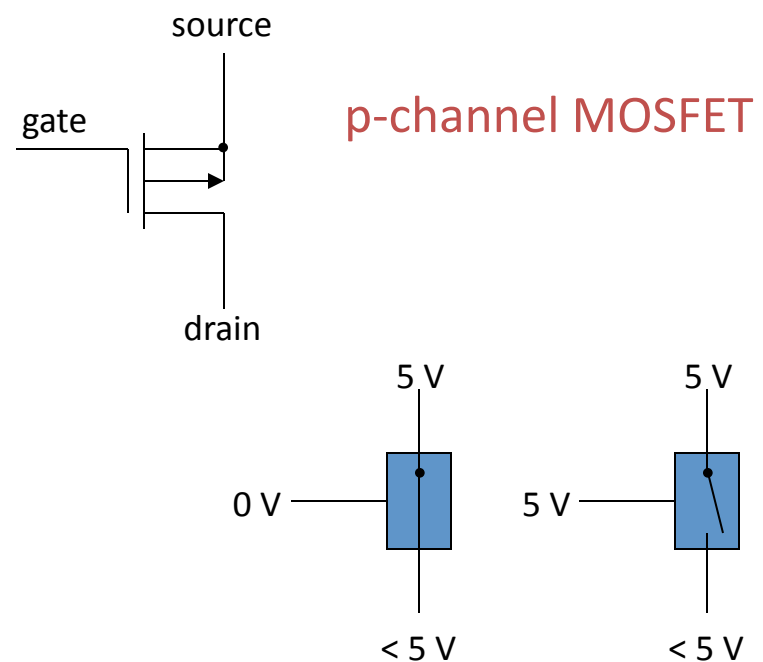 source
gate
p-channel MOSFET
drain
5 V
5 V
0 V
5 V
< 5 V
< 5 V